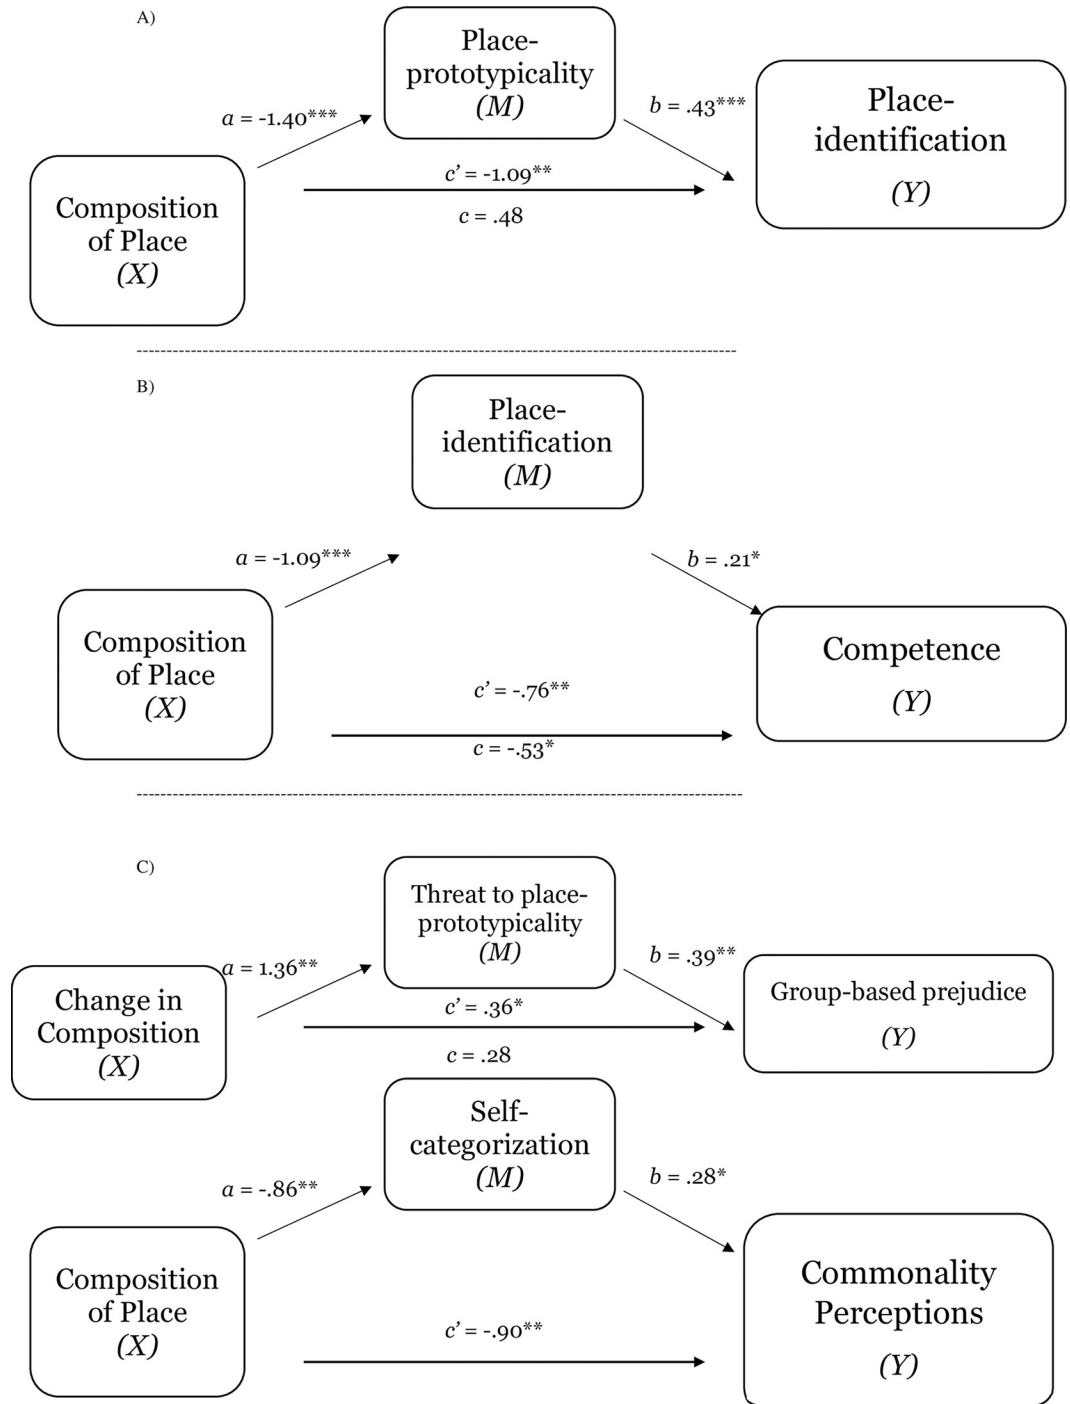 A)
Place-
prototypicality
(M)
a = -1.40***
b = .43***
Place-
identification
(Y)
c’ = -1.09**
c = .48
Composition
of Place
(X)
B)
Place-
identification
(M)
a = -1.09***
b = .21*
Composition
of Place
(X)
Competence
(Y)
c’ = -.76**
c = -.53*
C)
Threat to place-
prototypicality
(M)
a = 1.36**
b = .39**
Change in
Composition
(X)
c’ = .36*
c = .28
Group-based prejudice
(Y)
Self-
categorization
(M)
a = -.86**
b = .28*
Composition
of Place
(X)
c’ = -.90**
Commonality
Perceptions
(Y)